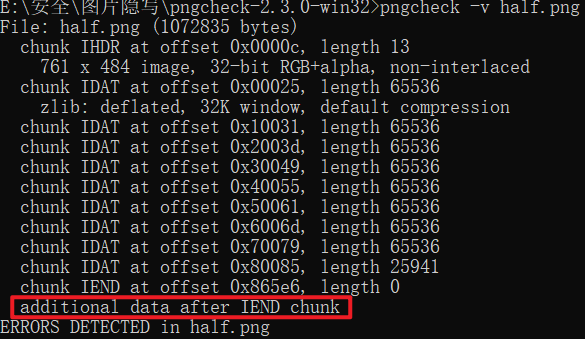 E:\安全\图片隐写\pngcheck-2.3.0-win32>pngcheck -v half.png
File: half.png (1072835 bytes)
chunk IHDR at offset 0x0000c, length 13
761 x 484 image, 32-bit RGB+alpha, non-interlaced
chunk IDAT at offset 0x00025, length 65536
zlib: deflated, 32K window, default compression
chunk IDAT at offset 0x10031, length 65536
chunk IDAT at offset 0x2003d, length 65536
chunk IDAT at offset 0x30049, length 65536
chunk IDAT at offset 0x40055, length 65536
chunk IDAT at offset 0x50061, length 65536
chunk IDAT at offset 0x6006d, length 65536
chunk IDAT at offset 0x70079, length 65536
chunk IDAT at offset 0x80085, length 25941
chunk IEND at offset 0x865e6, length 0
additional data after IEND chunk
ERRORS DETECTED in half.png